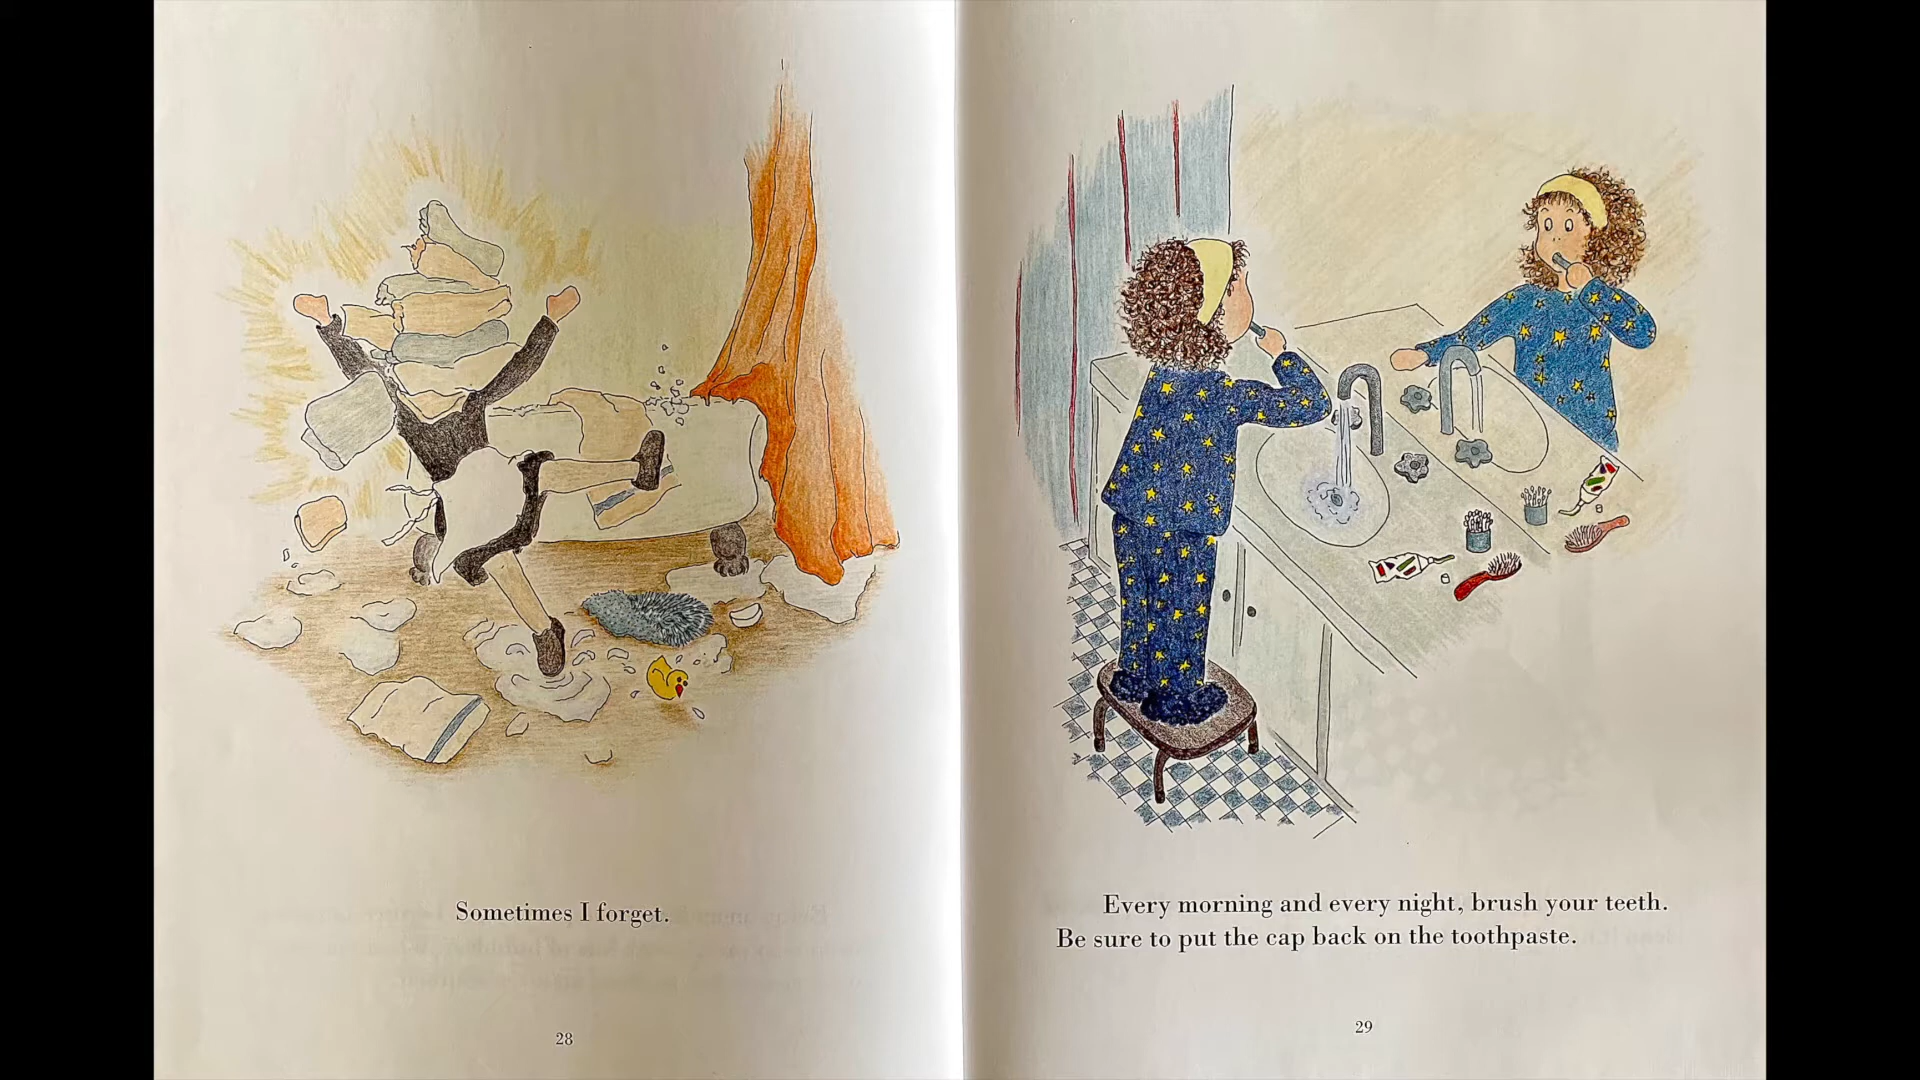 Sometimes I forget.
28
Every morning and every night, brush your teeth.
Be sure to put the cap back on the toothpaste.
29